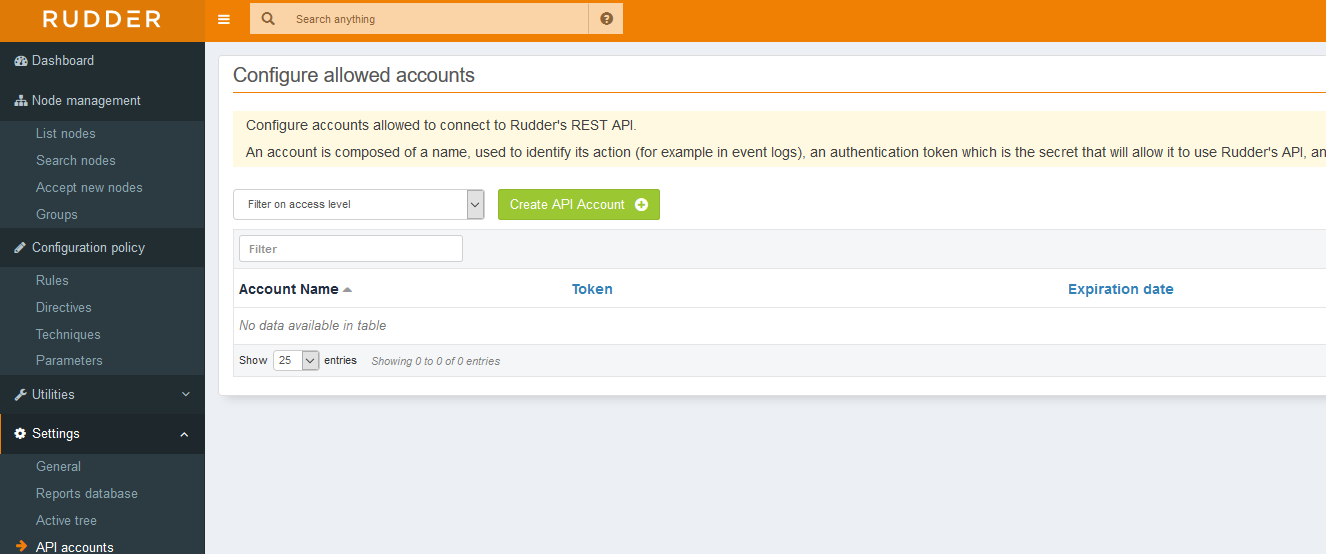 RUDDER
Search anything
Dashboard
Node management
List nodes
Search nodes
Accept new nodes
Groups
Configuration policy
Rules
Directives
Techniques
Parameters
Utilities
Settings
General
Reports database
Active tree
API accounts
Configure allowed accounts
Configure accounts allowed to connect to Rudder's REST API.
An account is composed of a name, used to identify its action (for example in event logs), an authentication token which is the secret that will allow it to use Rudder's API, an
Filter on access level
Create API Account
Filter
Account Name Token Expiration date
No data available in table
Show 25 entries Showing 0 to 0 of 0 entries